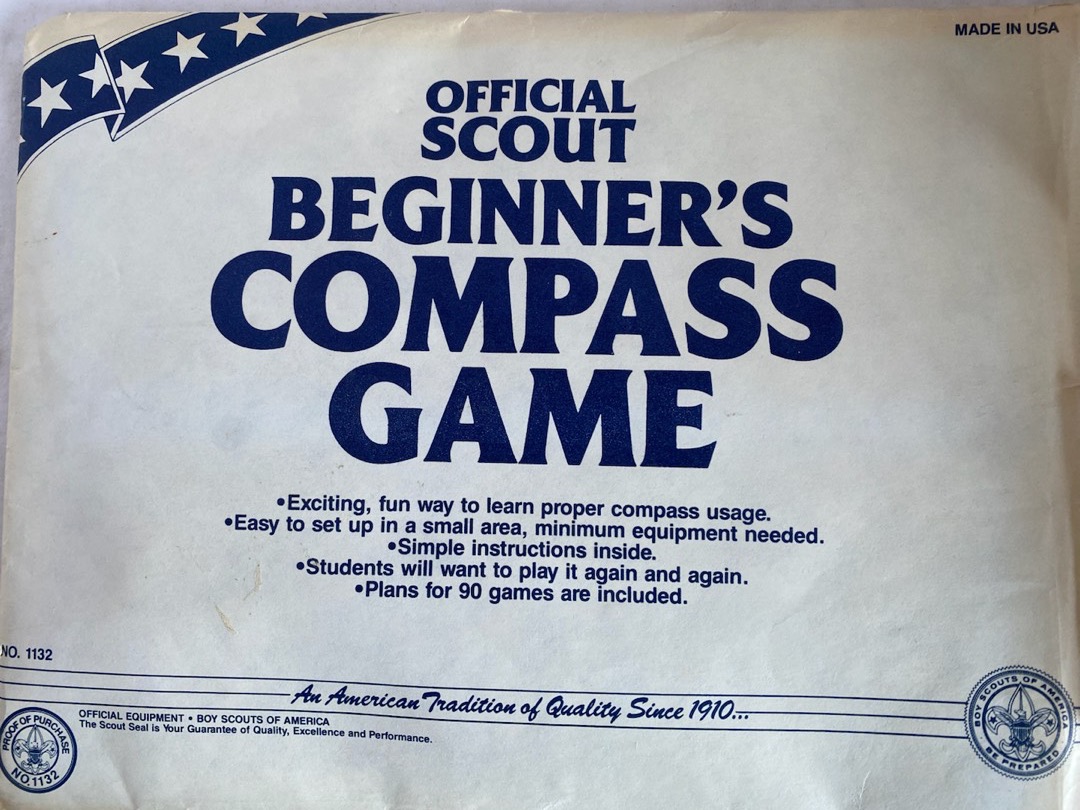 MADE IN USA
OFFICIAL
SCOUT
BEGINNER'S
COMPASS
GAME
•Exciting, fun way to learn proper compass usage.
•Easy to set up in a small area, minimum equipment needed.
•Simple instructions inside.
•Students will want to play it again and again.
•Plans for 90 games are included.
NO. 1132
An American Tradition of Quality Since 1910...
OFFICIAL EQUIPMENT • BOY SCOUTS OF AMERICA
The Scout Seal is Your Guarantee of Quality, Excellence and Performance.
PROOF OF PURCHASE
NO. 1132
BOY SCOUTS OF AMERICA
BE PREPARED